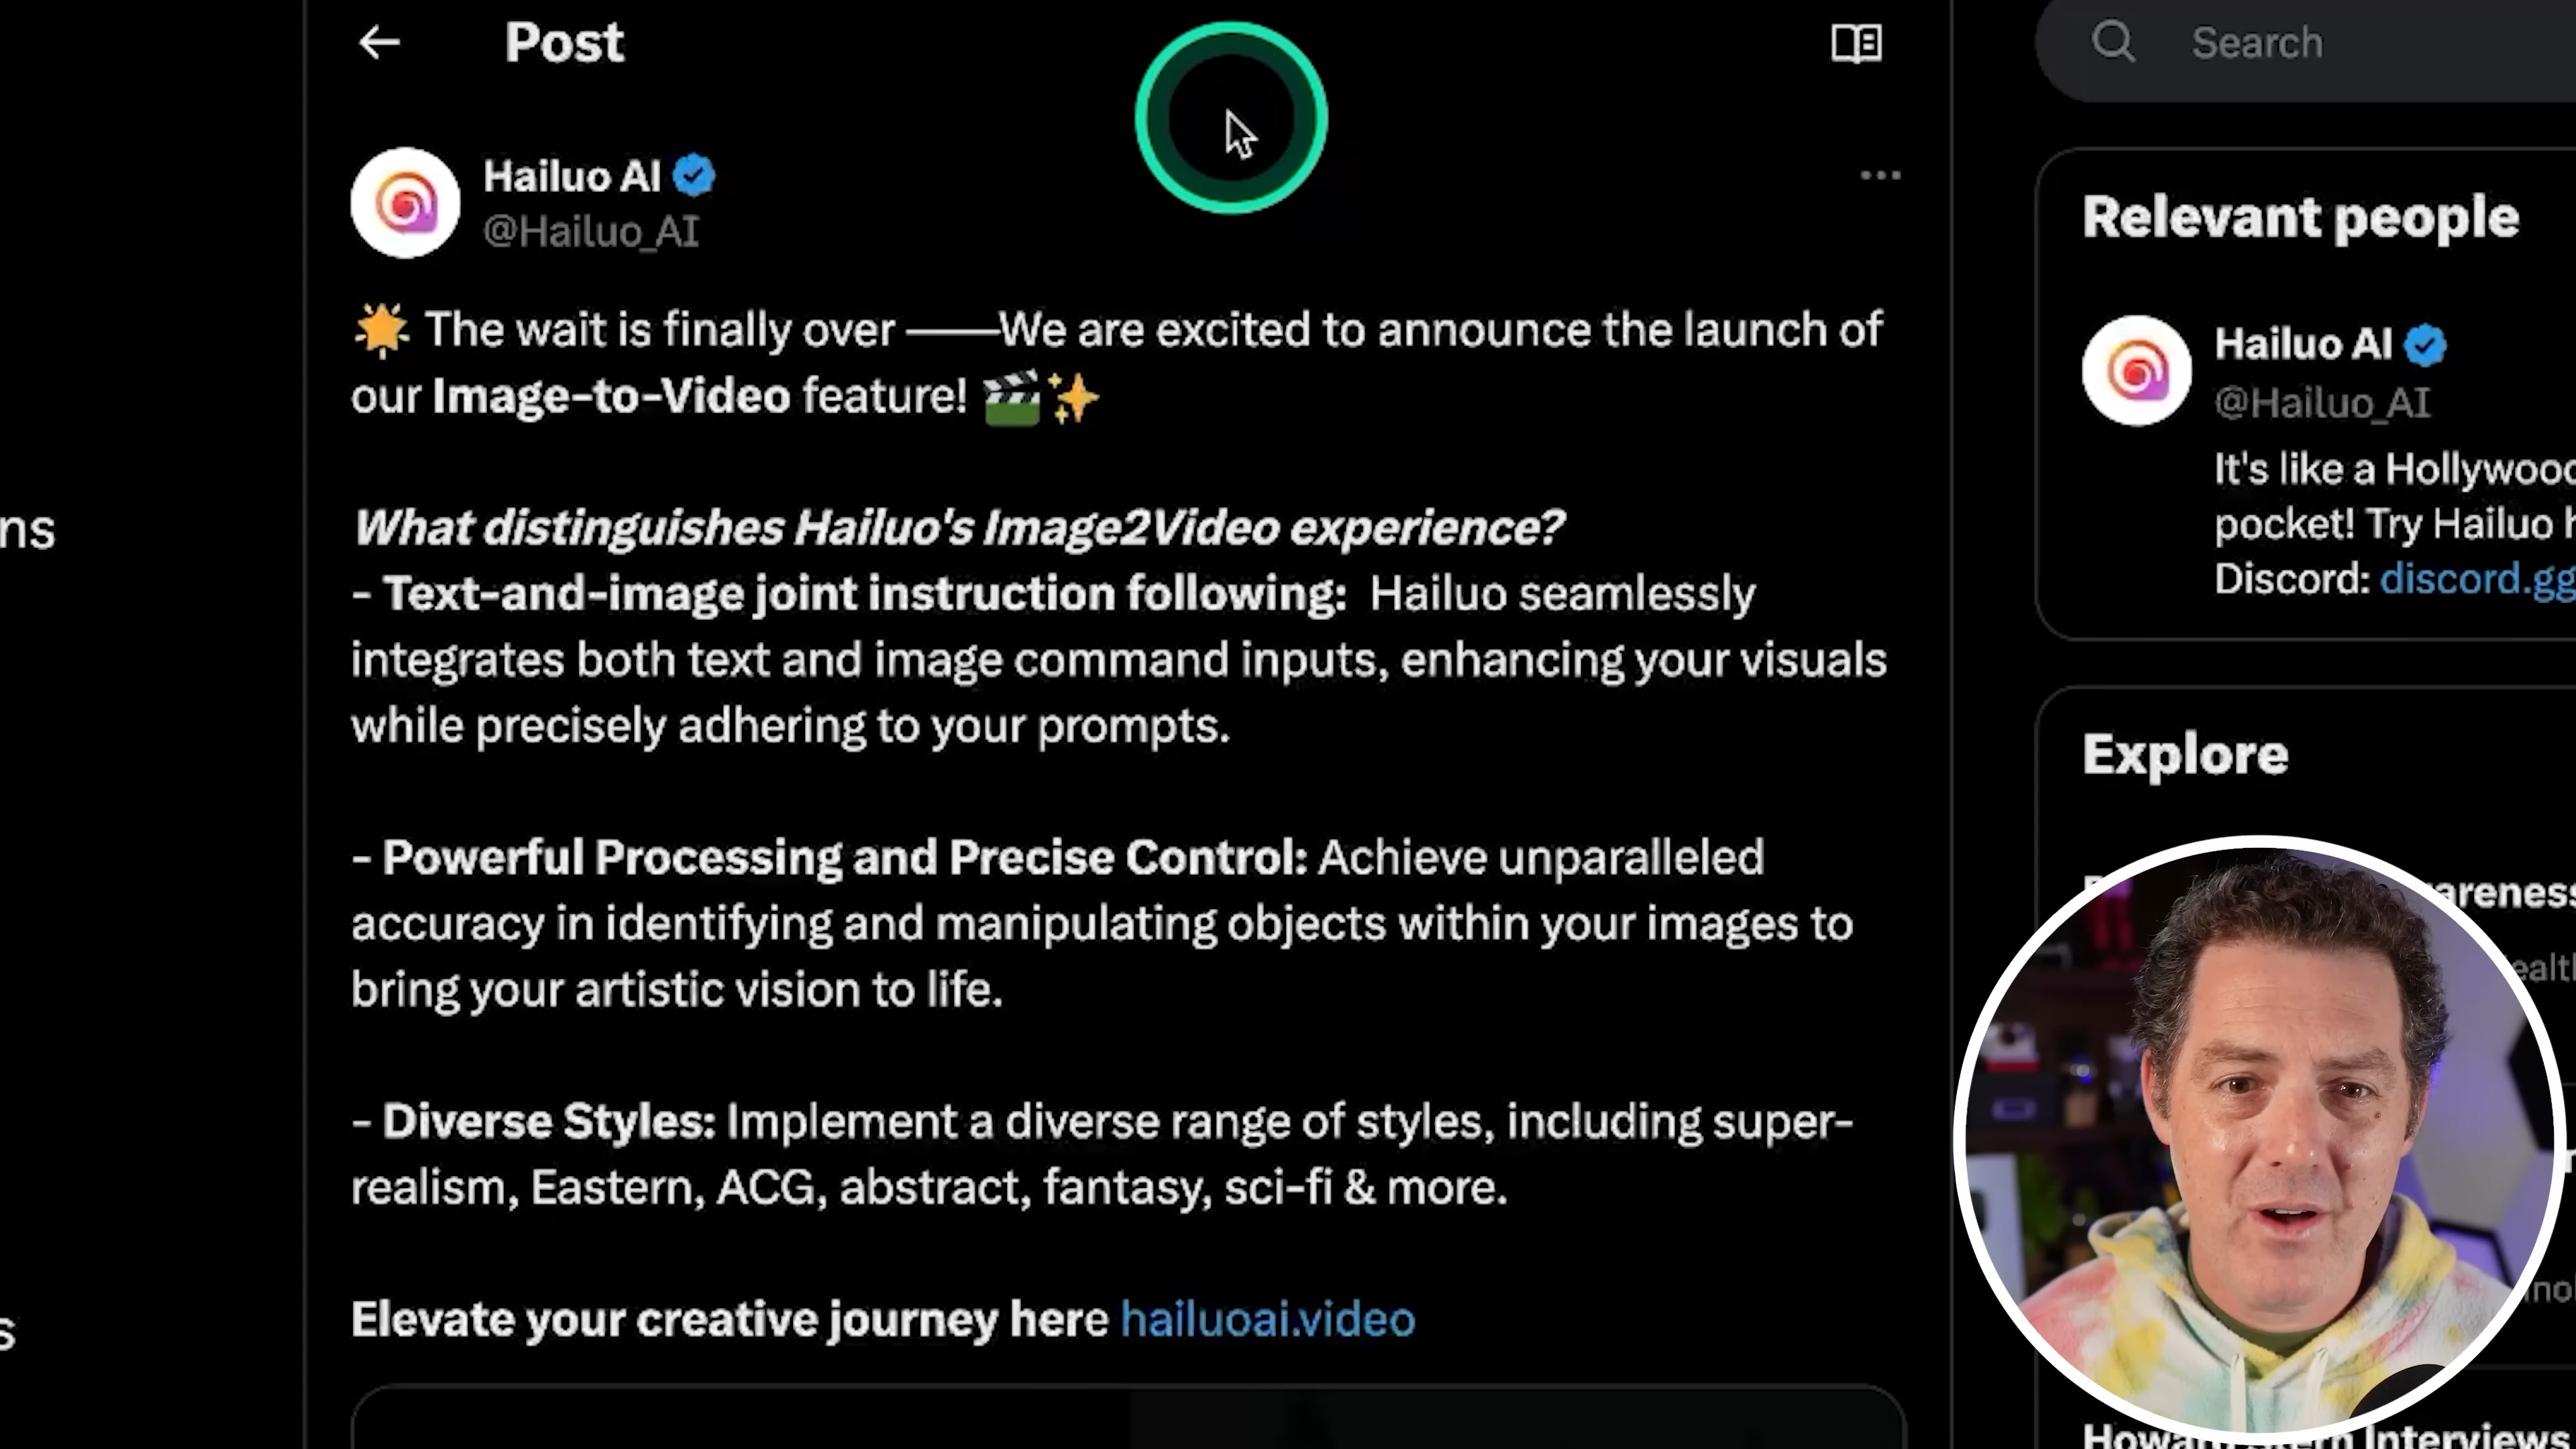 Post
Search
Hailuo AI
@Hailuo_AI
🌟 The wait is finally over ——We are excited to announce the launch of
our Image-to-Video feature! 🎬✨
What distinguishes Hailuo's Image2Video experience?
- Text-and-image joint instruction following: Hailuo seamlessly
integrates both text and image command inputs, enhancing your visuals
while precisely adhering to your prompts.
- Powerful Processing and Precise Control: Achieve unparalleled
accuracy in identifying and manipulating objects within your images to
bring your artistic vision to life.
- Diverse Styles: Implement a diverse range of styles, including super-
realism, Eastern, ACG, abstract, fantasy, sci-fi & more.
Elevate your creative journey here hailuoai.video
Relevant people
Hailuo AI
@Hailuo_AI
It's like a Hollywood
pocket! Try Hailuo
Discord: discord.gg
Explore
Interviews